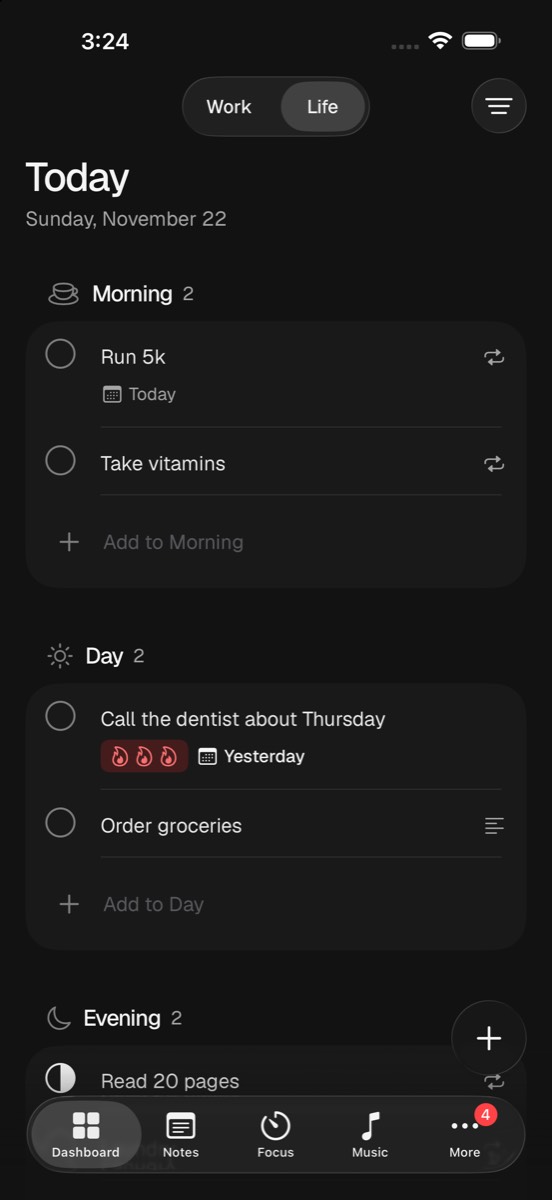 3:24
Work
Life
Today
Sunday, November 22
Morning 2
Run 5k
Today
Take vitamins
Add to Morning
Day 2
Call the dentist about Thursday
Yesterday
Order groceries
Add to Day
Evening 2
Read 20 pages
Dashboard
Notes
Focus
Music
More
4